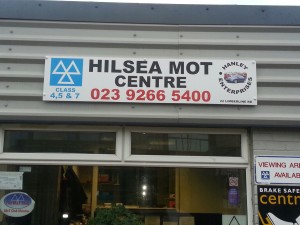 HILSEA MOT
CENTRE
023 9266 5400
CLASS
4, 5 & 7
HANLEY
ENTERPRISES
VIEWING ARE
AVAILAB
BRAKE SAFE
centr